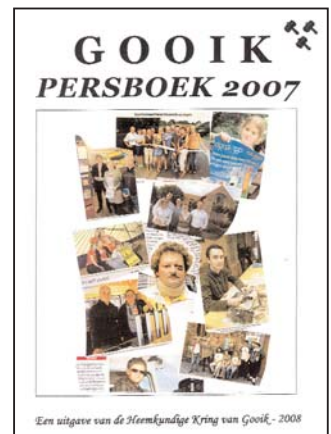 GOOIK
PERSBOEK 2007
Een uitgave van de Heemkundige Kring van Gooik - 2008